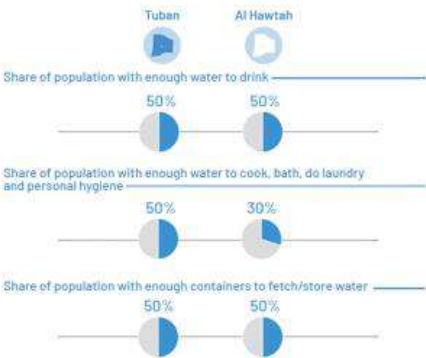 Tuban Al Hawtah
Share of population with enough water to drink
50% 50%
Share of population with enough water to cook, bath, do laundry
and personal hygiene
50% 30%
Share of population with enough containers to fetch/store water
50% 50%